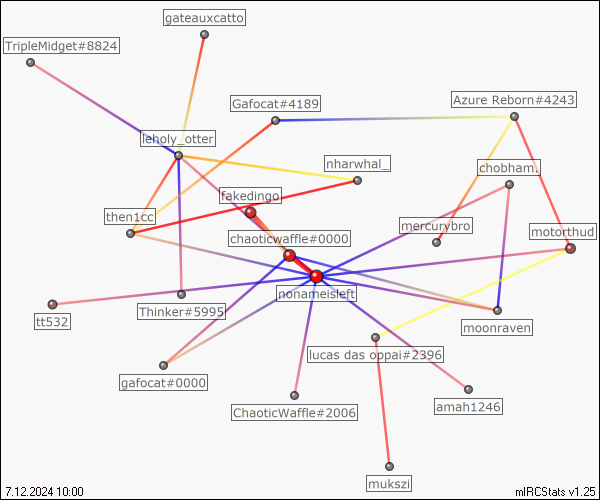 gateauxcatto
TripleMidget#8824
Gafocat#4189
Azure Reborn#4243
leholy_otter
nharwhal_
chobham.
fakedingo
then1cc
mercurybro
motorthud
chaoticwaffle#0000
nonameisleft
tt532
Thinker#5995
moonraven
lucas das oppai#2396
gafocat#0000
ChaoticWaffle#2006
amah1246
mukszi
7.12.2024 10:00
mIRCStats v1.25